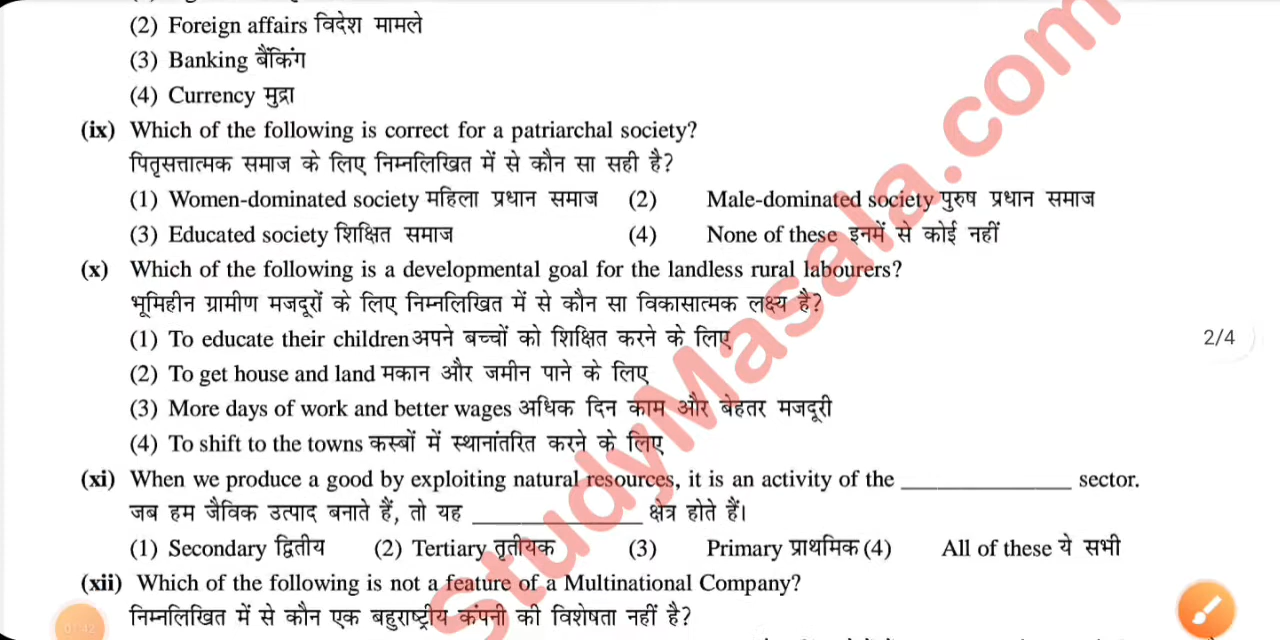 (2) Foreign affairs विदेश मामले
(3) Banking बैंकिंग
(4) Currency मुद्रा
(ix) Which of the following is correct for a patriarchal society?
पितृसत्तात्मक समाज के लिए निम्नलिखित में से कौन सा सही है?
(1) Women-dominated society महिला प्रधान समाज (2) Male-dominated society पुरुष प्रधान समाज
(3) Educated society शिक्षित समाज (4) None of these इनमें से कोई नहीं
(x) Which of the following is a developmental goal for the landless rural labourers?
भूमिहीन ग्रामीण मजदूरों के लिए निम्नलिखित में से कौन सा विकासात्मक लक्ष्य है?
(1) To educate their children अपने बच्चों को शिक्षित करने के लिए
2/4
(2) To get house and land मकान और जमीन पाने के लिए
(3) More days of work and better wages अधिक दिन काम और बेहतर मजदूरी
(4) To shift to the towns कस्बों में स्थानांतरित करने के लिए
(xi) When we produce a good by exploiting natural resources, it is an activity of the ________________ sector.
जब हम जैविक उत्पाद बनाते हैं, तो यह ________________ क्षेत्र होते हैं।
(1) Secondary द्वितीय (2) Tertiary तृतीयक (3) Primary प्राथमिक (4) All of these ये सभी
(xii) Which of the following is not a feature of a Multinational Company?
निम्नलिखित में से कौन एक बहुराष्ट्रीय कंपनी की विशेषता नहीं है?
01:42
StudyMasala.com